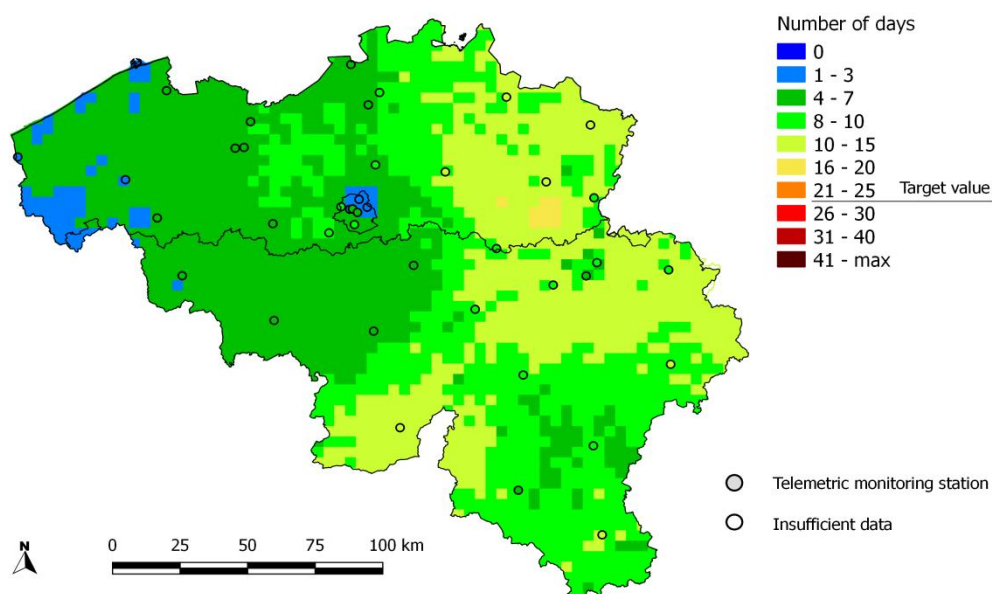 Number of days
0
1 - 3
4 - 7
8 - 10
10 - 15
16 - 20
21 - 25
Target value
26 - 30
31 - 40
41 - max
Telemetric monitoring station
Insufficient data
N
0 25 50 75 100 km